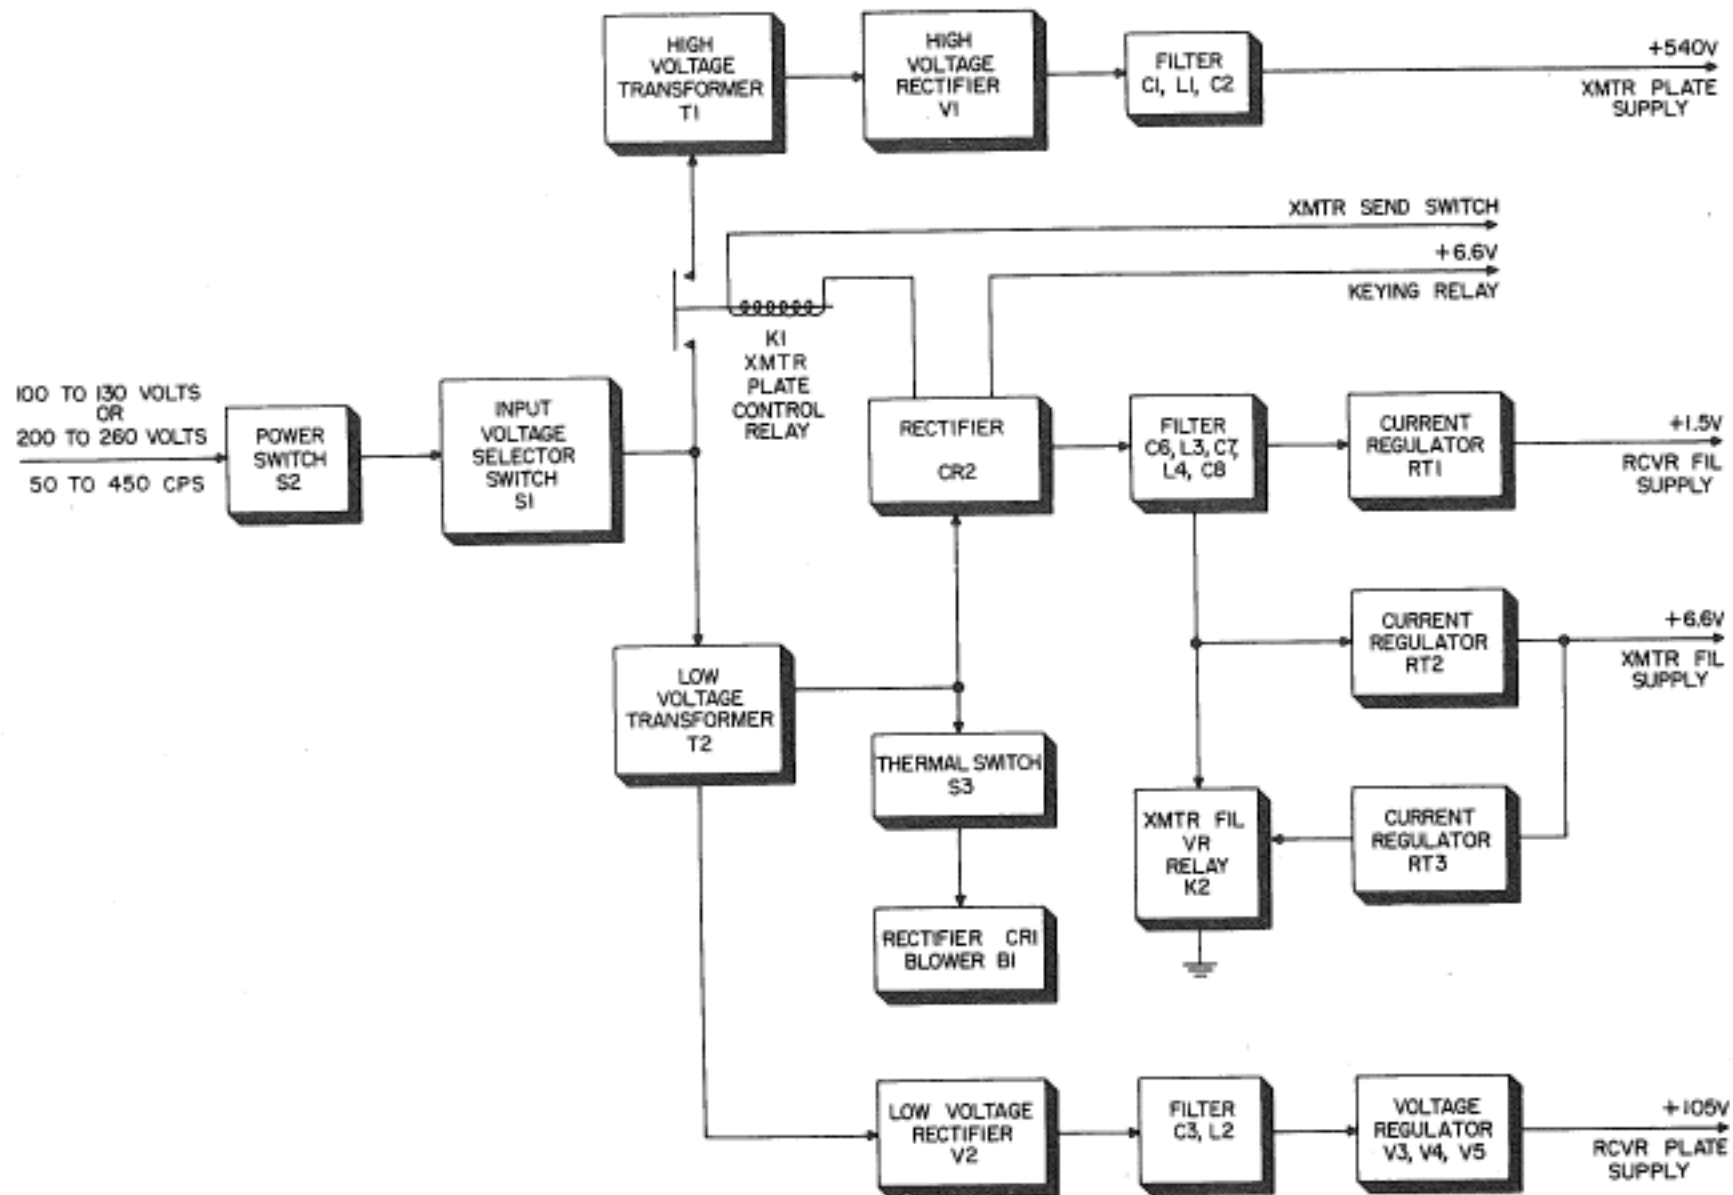 HIGH
VOLTAGE
TRANSFORMER
T1
HIGH
VOLTAGE
RECTIFIER
V1
FILTER
C1, L1, C2
+540V
XMTR PLATE
SUPPLY
XMTR SEND SWITCH
+6.6V
KEYING RELAY
K1
XMTR
PLATE
CONTROL
RELAY
100 TO 130 VOLTS
OR
200 TO 260 VOLTS
50 TO 450 CPS
POWER
SWITCH
S2
INPUT
VOLTAGE
SELECTOR
SWITCH
S1
RECTIFIER
CR2
FILTER
C6, L3, C7,
L4, C8
CURRENT
REGULATOR
RT1
+1.5V
RCVR FIL
SUPPLY
LOW
VOLTAGE
TRANSFORMER
T2
CURRENT
REGULATOR
RT2
+6.6V
XMTR FIL
SUPPLY
THERMAL SWITCH
S3
XMTR FIL
VR
RELAY
K2
CURRENT
REGULATOR
RT3
RECTIFIER CR1
BLOWER B1
LOW VOLTAGE
RECTIFIER
V2
FILTER
C3, L2
VOLTAGE
REGULATOR
V3, V4, V5
+105V
RCVR PLATE
SUPPLY